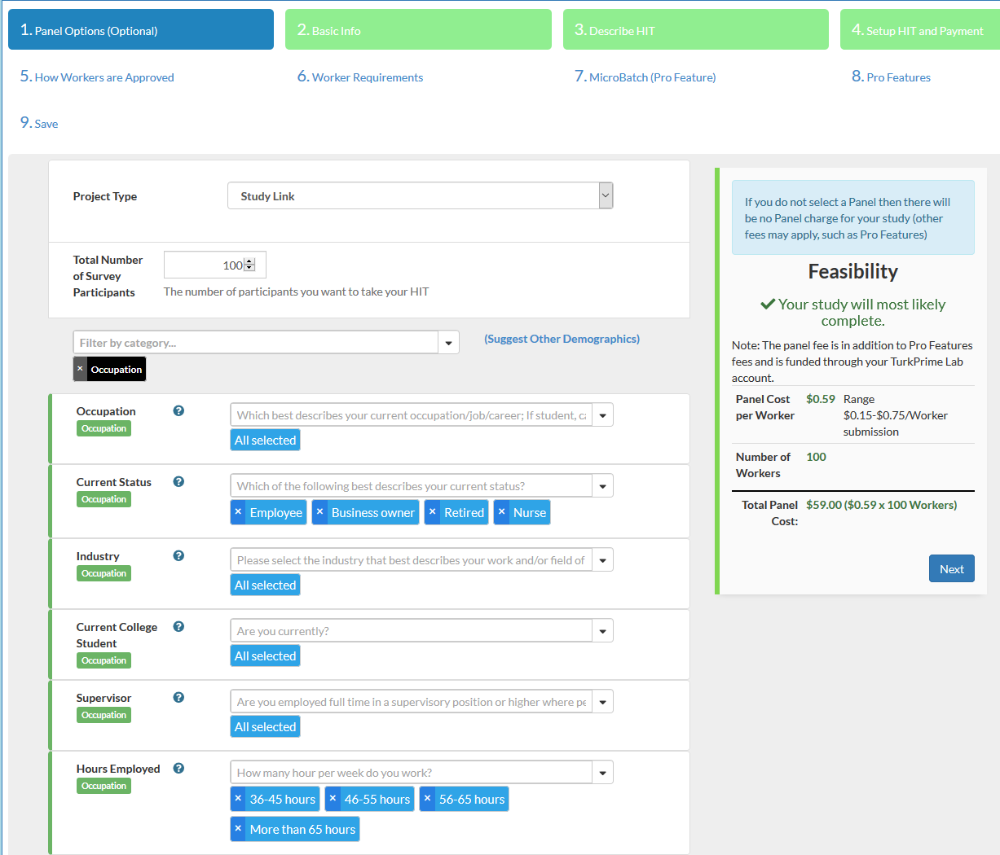 1. Panel Options (Optional)
2. Basic Info
3. Describe HIT
4. Setup HIT and Payment
5. How Workers are Approved
6. Worker Requirements
7. MicroBatch (Pro Feature)
8. Pro Features
9. Save
Project Type
Study Link
Total Number
of Survey
Participants
100
The number of participants you want to take your HIT
Filter by category...
(Suggest Other Demographics)
× Occupation
Occupation
Occupation
Which best describes your current occupation/job/career; If student, ca
All selected
Current Status
Occupation
Which of the following best describes your current status?
× Employee × Business owner × Retired × Nurse
Industry
Occupation
Please select the industry that best describes your work and/or field of
All selected
Current College
Student
Occupation
Are you currently?
All selected
Supervisor
Occupation
Are you employed full time in a supervisory position or higher where pe
All selected
Hours Employed
Occupation
How many hour per week do you work?
× 36-45 hours × 46-55 hours × 56-65 hours
× More than 65 hours
If you do not select a Panel then there will
be no Panel charge for your study (other
fees may apply, such as Pro Features)
Feasibility
✔ Your study will most likely
complete.
Note: The panel fee is in addition to Pro Features
fees and is funded through your TurkPrime Lab
account.
Panel Cost
per Worker
$0.59
Range
$0.15-$0.75/Worker
submission
Number of
Workers
100
Total Panel
Cost:
$59.00 ($0.59 x 100 Workers)
Next